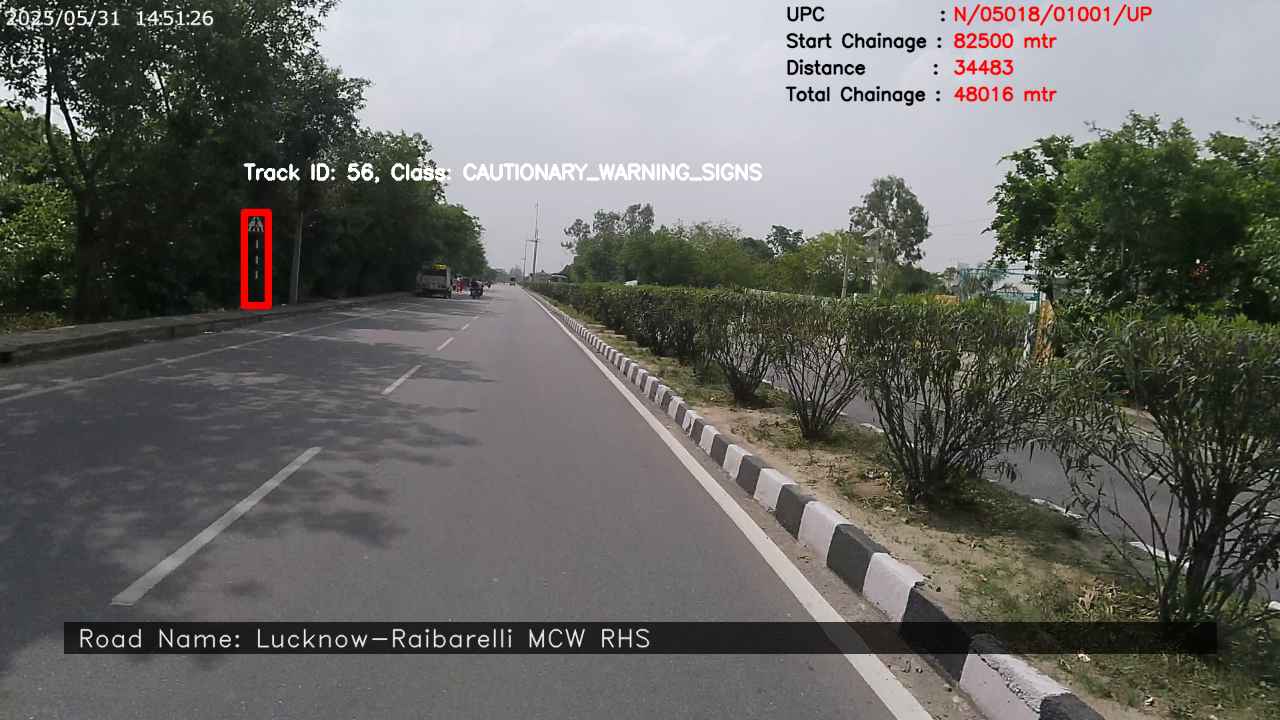 2025/05/31 14:51:26
UPC : N/05018/01001/UP
Start Chainage : 82500 mtr
Distance : 34483
Total Chainage : 48016 mtr
Track ID: 56, Class: CAUTIONARY_WARNING_SIGNS
Road Name: Lucknow-Raibarelli MCW RHS